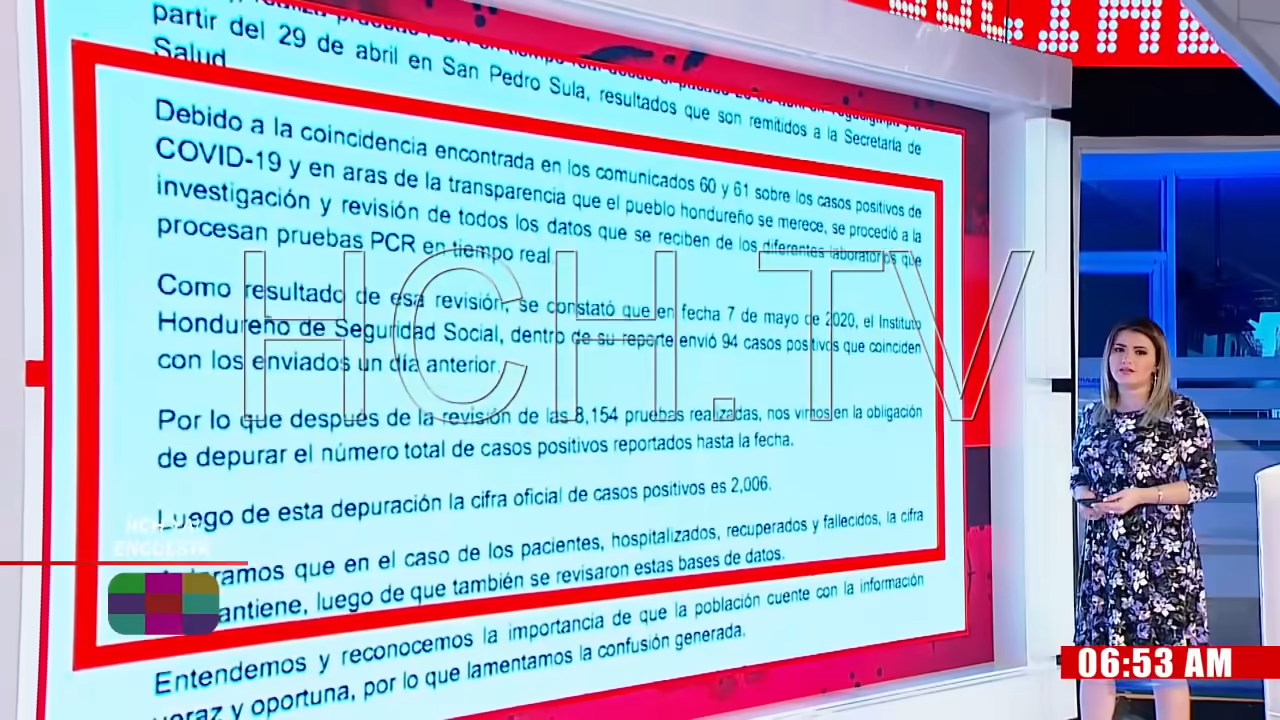 partir del 29 de abril en San Pedro Sula, resultados que son remitidos a la Secretaría de
Salud
Debido a la coincidencia encontrada en los comunicados 60 y 61 sobre los casos positivos de
COVID-19 y en aras de la transparencia que el pueblo hondureño se merece, se procedió a la
investigación y revisión de todos los datos que se reciben de los diferentes laboratorios que
procesan pruebas PCR en tiempo real
Como resultado de esa revisión, se constató que en fecha 7 de mayo de 2020, el Instituto
Hondureño de Seguridad Social, dentro de su reporte envió 94 casos positivos que coinciden
con los enviados un día anterior.
Por lo que después de la revisión de las 8,154 pruebas realizadas, nos vimos en la obligación
de depurar el número total de casos positivos reportados hasta la fecha.
Luego de esta depuración la cifra oficial de casos positivos es 2,006.
que en el caso de los pacientes, hospitalizados, recuperados y fallecidos, la cifra
antiene, luego de que también se revisaron estas bases de datos.
Entendemos y reconocemos la importancia de que la población cuente con la información
veraz y oportuna, por lo que lamentamos la confusión generada.
HCH.TV
ENCUESTA
06:53 AM